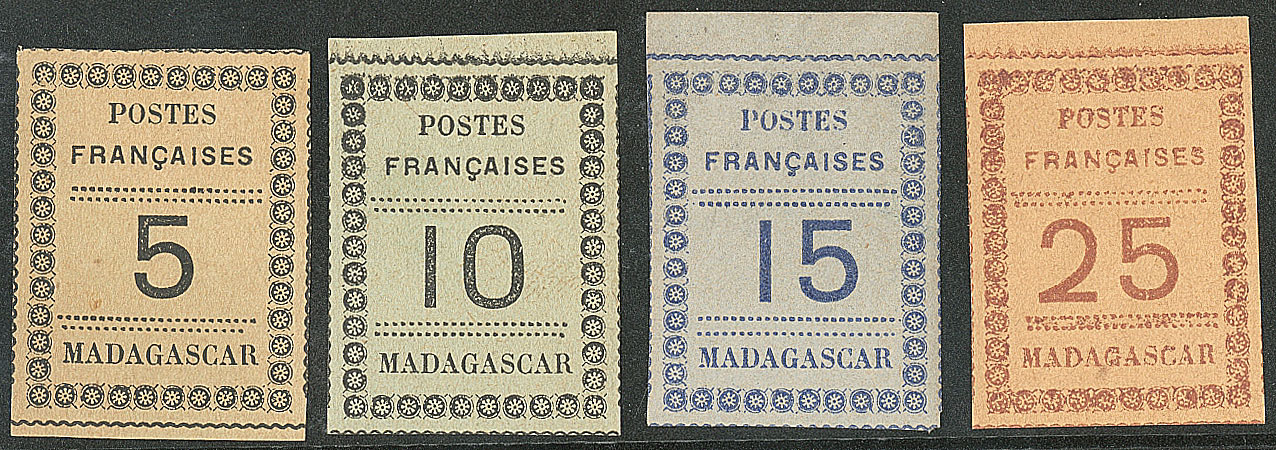 POSTES
FRANÇAISES
5
MADAGASCAR
POSTES
FRANÇAISES
10
MADAGASCAR
POSTES
FRANÇAISES
15
MADAGASCAR
POSTES
FRANÇAISES
25
MADAGASCAR